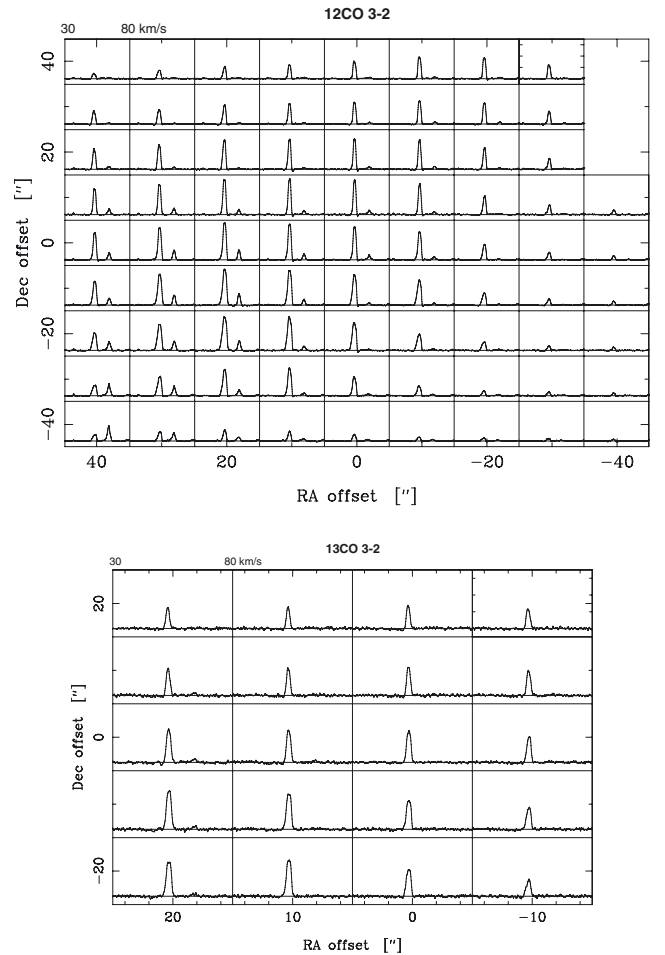 12CO 3-2
30 80 km/s
40
20
0
−20
−40
Dec offset ["]
40 20 0 −20 −40
RA offset ["]
13CO 3-2
30 80 km/s
20
0
−20
Dec offset ["]
20 10 0 −10
RA offset ["]